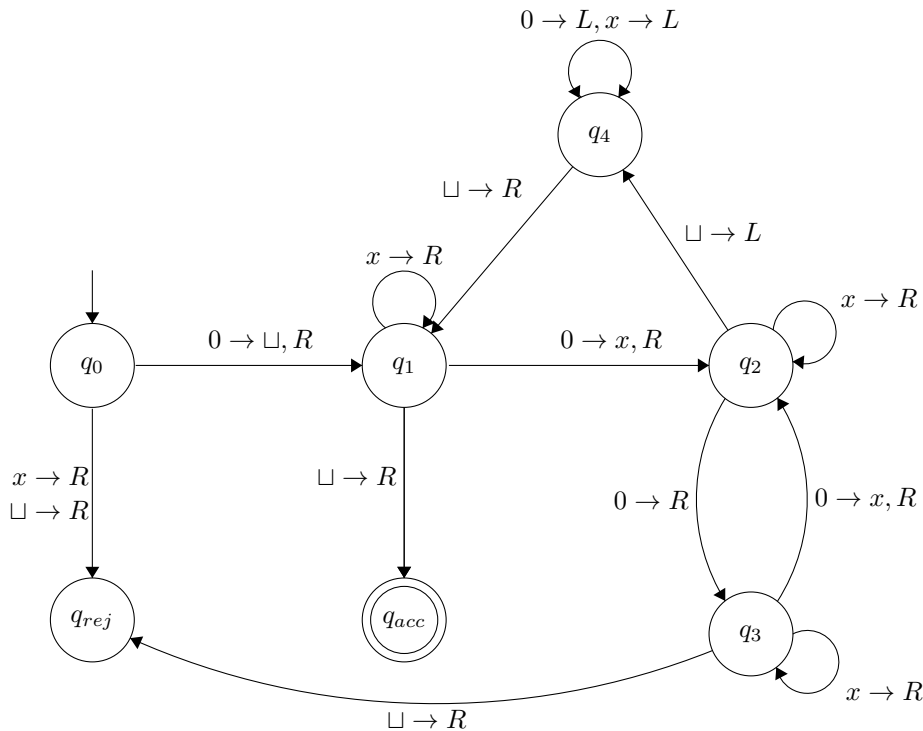 0 → L, x → L
q4
⊔ → R
⊔ → L
x → R
x → R
q0
0 → ⊔, R
q1
0 → x, R
q2
x → R
⊔ → R
⊔ → R
0 → R
0 → x, R
qrej
qacc
q3
x → R
⊔ → R